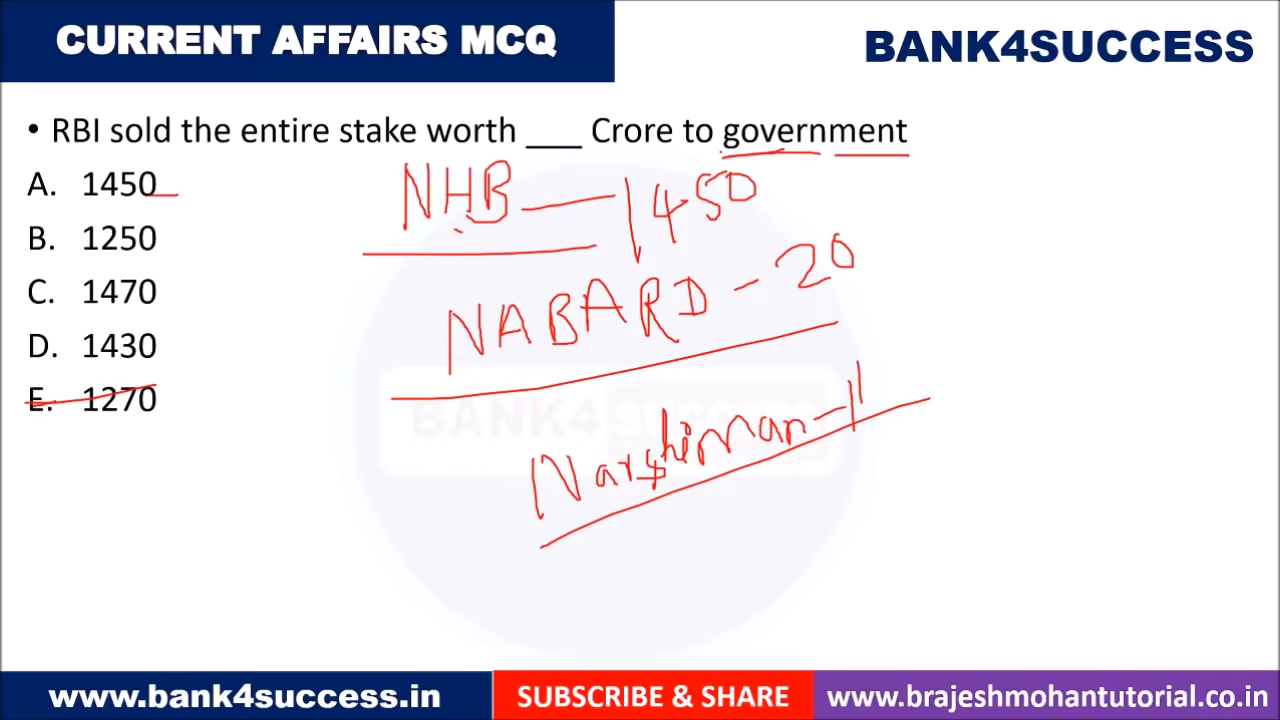 CURRENT AFFAIRS MCQ
BANK4SUCCESS
• RBI sold the entire stake worth ___ Crore to government
A. 1450
B. 1250
C. 1470
D. 1430
E. 1270
NHB — 1450
NABARD - 20
Narshiman - II
BANK4SUCCESS
www.bank4success.in
SUBSCRIBE & SHARE
www.brajeshmohantutorial.co.in